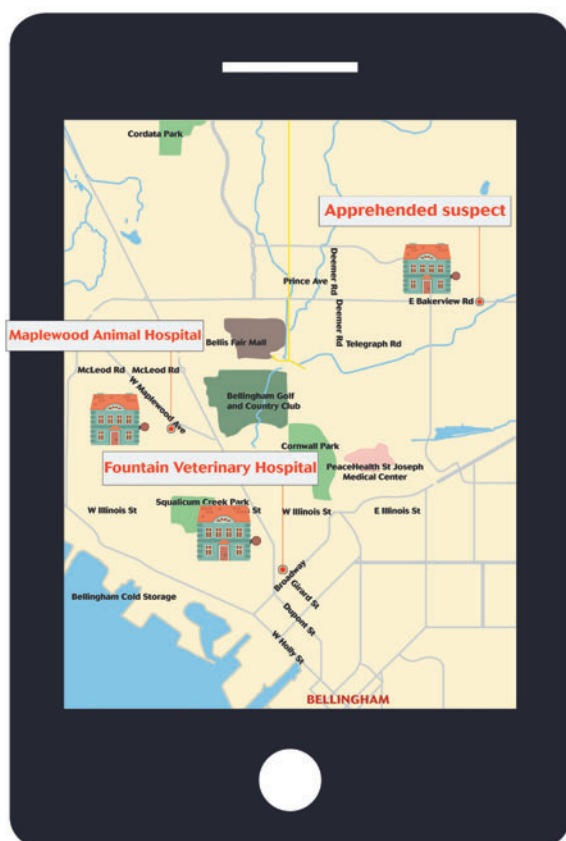 Cordata Park
Apprehended suspect
Deemer Rd
Prince Ave
E Bakerview Rd
Deemer Rd
Maplewood Animal Hospital
Bellis Fair Mall
Telegraph Rd
McLeod Rd
McLeod Rd
W Maplewood Ave
Bellingham Golf
and Country Club
Cornwall Park
Fountain Veterinary Hospital
PeaceHealth St Joseph
Medical Center
Squalicum Creek Park
W Illinois St
St
W Illinois St
E Illinois St
Broadway
Girard St
Bellingham Cold Storage
Dupont St
W Holly St
BELLINGHAM